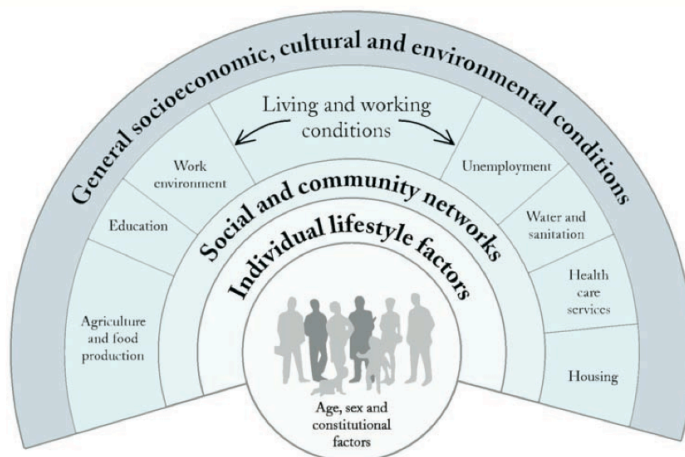 General socioeconomic, cultural and environmental conditions
Living and working
conditions
Agriculture and food
production
Education
Work
environment
Unemployment
Water and
sanitation
Health
care
services
Housing
Social and community networks
Individual lifestyle factors
Age, sex and
constitutional
factors